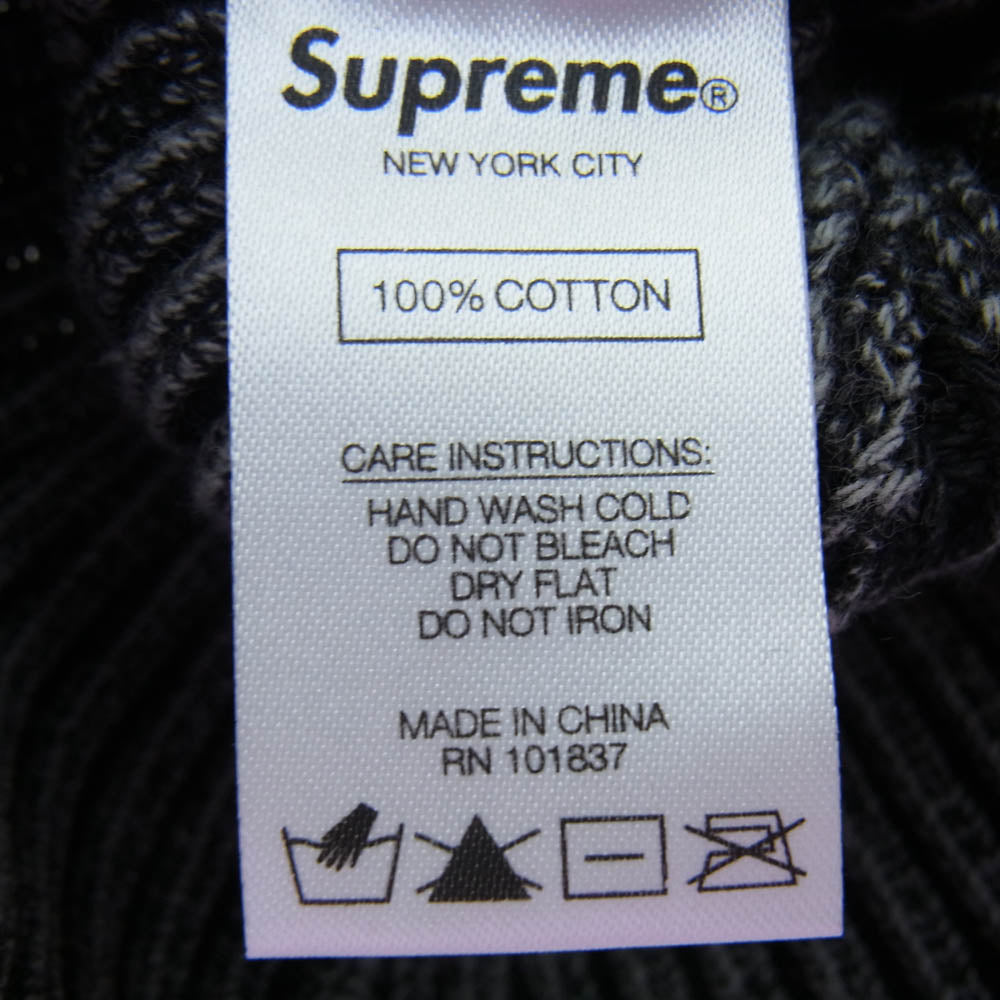 Supreme®
NEW YORK CITY
100% COTTON
CARE INSTRUCTIONS:
HAND WASH COLD
DO NOT BLEACH
DRY FLAT
DO NOT IRON
MADE IN CHINA
RN 101837